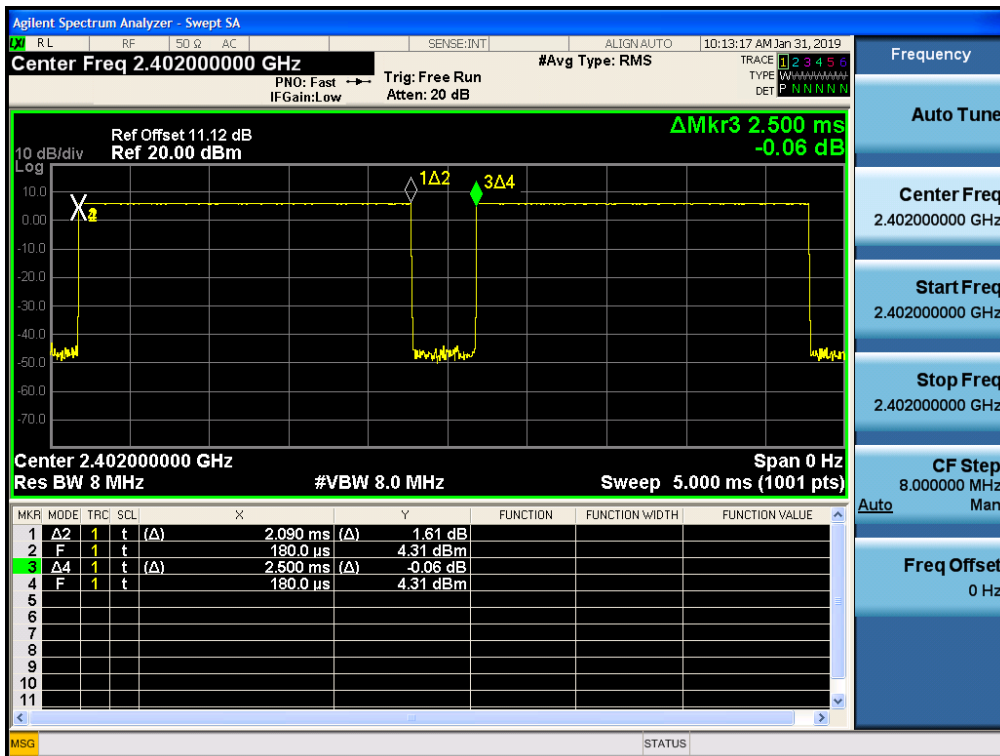 Agilent Spectrum Analyzer - Swept SA
LXI RL RF 50 Ω AC SENSE:INT ALIGNAUTO 10:13:17 AM Jan 31, 2019
Center Freq 2.402000000 GHz
PNO: Fast
IFGain:Low
Trig: Free Run
Atten: 20 dB
#Avg Type: RMS
TRACE 1 2 3 4 5 6
TYPE W
DET P N N N N N
ΔMkr3 2.500 ms
-0.06 dB
Ref Offset 11.12 dB
10 dB/div Ref 20.00 dBm
Log
10.0
0.00
-10.0
-20.0
-30.0
-40.0
-50.0
-60.0
-70.0
1Δ2
3Δ4
Center 2.402000000 GHz Span 0 Hz
Res BW 8 MHz #VBW 8.0 MHz Sweep 5.000 ms (1001 pts)
MKR MODE TRC SCL X Y FUNCTION FUNCTION WIDTH FUNCTION VALUE
1 Δ2 1 t (Δ) 2.090 ms (Δ) 1.61 dB
2 F 1 t 180.0 µs 4.31 dBm
3 Δ4 1 t (Δ) 2.500 ms (Δ) -0.06 dB
4 F 1 t 180.0 µs 4.31 dBm
5
6
7
8
9
10
11
MSG STATUS
Frequency
Auto Tune
Center Freq
2.402000000 GHz
Start Freq
2.402000000 GHz
Stop Freq
2.402000000 GHz
CF Step
8.000000 MHz
Auto Man
Freq Offset
0 Hz